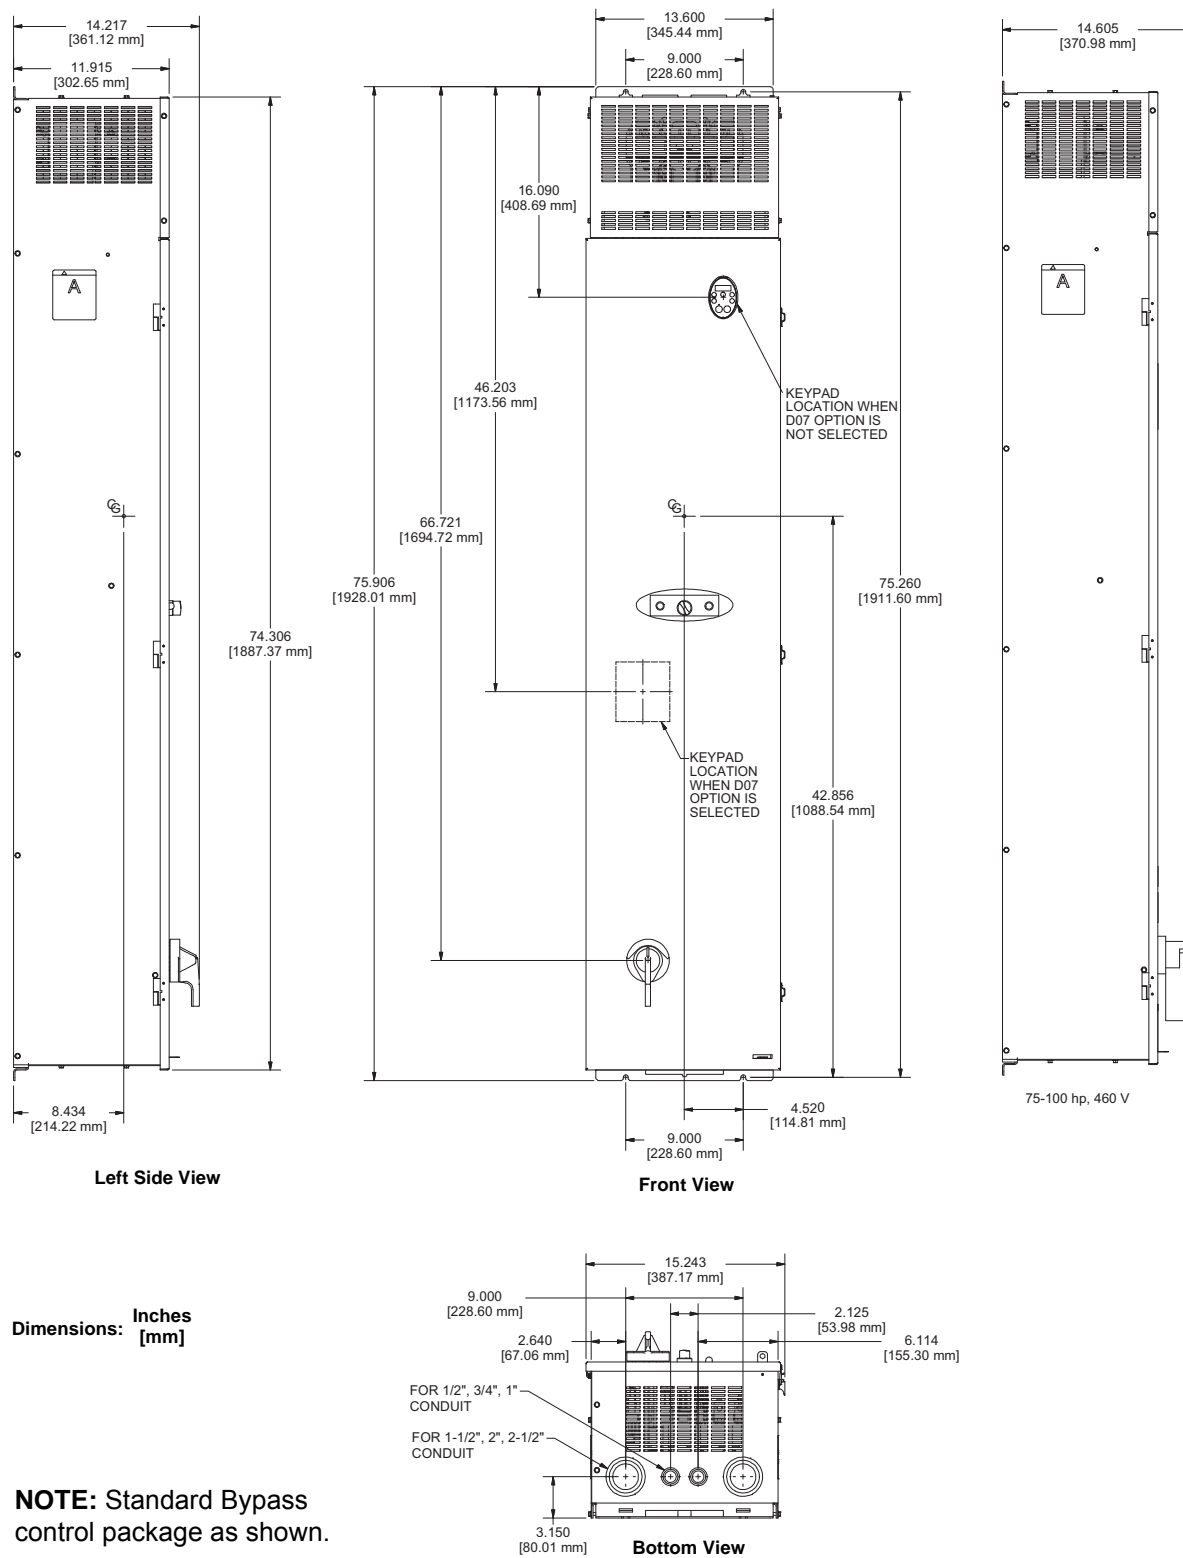 14.217
[361.12 mm]
11.915
[302.65 mm]
A
CG
74.306
[1887.37 mm]
8.434
[214.22 mm]
Left Side View
13.600
[345.44 mm]
9.000
[228.60 mm]
16.090
[408.69 mm]
46.203
[1173.56 mm]
KEYPAD
LOCATION WHEN
D07 OPTION IS
NOT SELECTED
CG
66.721
[1694.72 mm]
75.906
[1928.01 mm]
75.260
[1911.60 mm]
KEYPAD
LOCATION
WHEN D07
OPTION IS
SELECTED
42.856
[1088.54 mm]
4.520
[114.81 mm]
9.000
[228.60 mm]
Front View
14.605
[370.98 mm]
A
75-100 hp, 460 V
Dimensions: Inches
[mm]
15.243
[387.17 mm]
9.000
[228.60 mm]
2.125
[53.98 mm]
2.640
[67.06 mm]
6.114
[155.30 mm]
FOR 1/2", 3/4", 1"
CONDUIT
FOR 1-1/2", 2", 2-1/2"
CONDUIT
3.150
[80.01 mm]
Bottom View
NOTE: Standard Bypass
control package as shown.